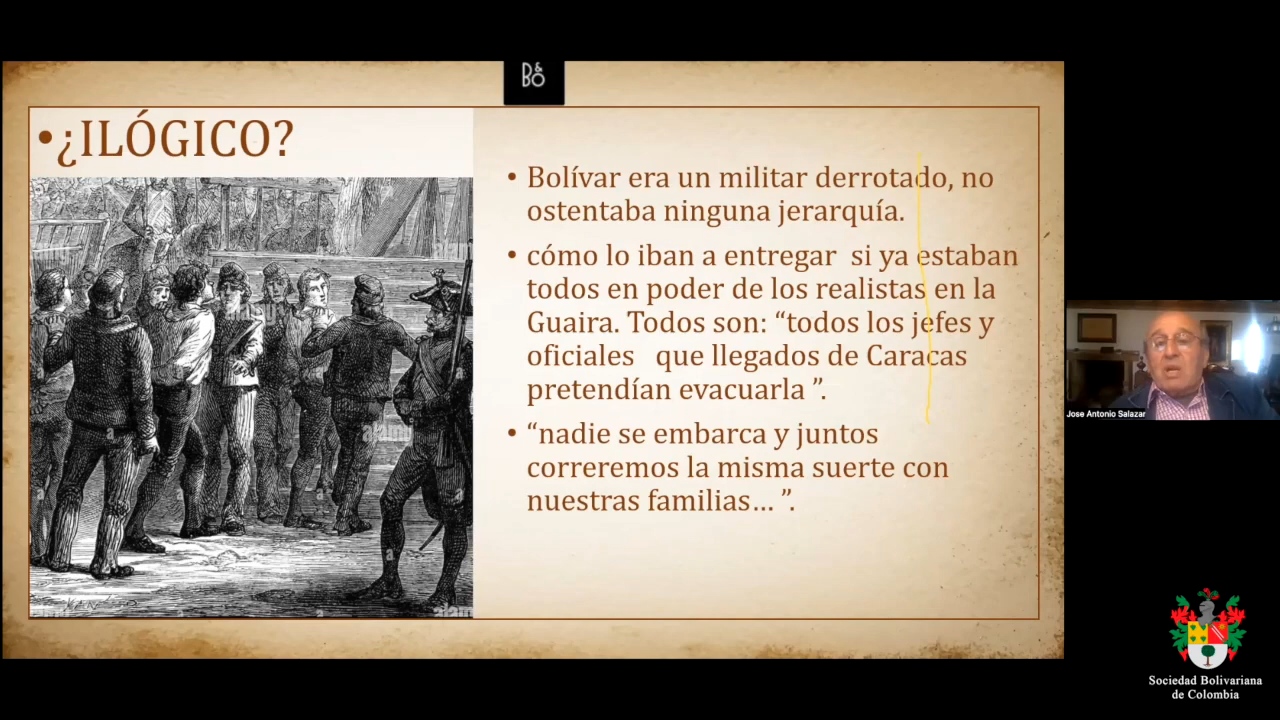 B&O
•¿ILÓGICO?
• Bolívar era un militar derrotado, no
ostentaba ninguna jerarquía.
• cómo lo iban a entregar si ya estaban
todos en poder de los realistas en la
Guaira. Todos son: “todos los jefes y
oficiales que llegados de Caracas
pretendían evacuarla ”.
• “nadie se embarca y juntos
correremos la misma suerte con
nuestras familias… ”.
alamy
a
alamy
Jose Antonio Salazar
Sociedad Bolivariana
de Colombia